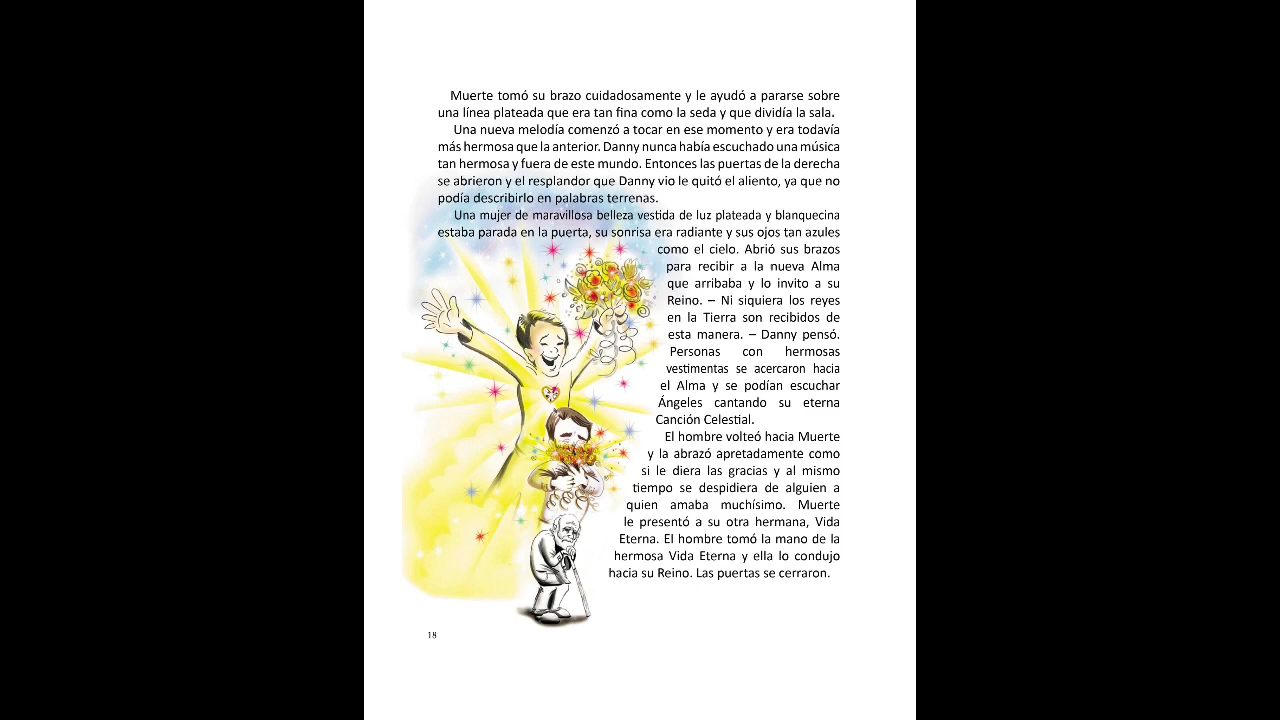 Muerte tomó su brazo cuidadosamente y le ayudó a pararse sobre
una línea plateada que era tan fina como la seda y que dividía la sala.
Una nueva melodía comenzó a tocar en ese momento y era todavía
más hermosa que la anterior. Danny nunca había escuchado una música
tan hermosa y fuera de este mundo. Entonces las puertas de la derecha
se abrieron y el resplandor que Danny vio le quitó el aliento, ya que no
podía describirlo en palabras terrenas.
Una mujer de maravillosa belleza vestida de luz plateada y blanquecina
estaba parada en la puerta, su sonrisa era radiante y sus ojos tan azules
como el cielo. Abrió sus brazos
para recibir a la nueva Alma
que arribaba y lo invito a su
Reino. – Ni siquiera los reyes
en la Tierra son recibidos de
esta manera. – Danny pensó.
Personas con hermosas
vestimentas se acercaron hacia
el Alma y se podían escuchar
Ángeles cantando su eterna
Canción Celestial.
El hombre volteó hacia Muerte
y la abrazó apretadamente como
si le diera las gracias y al mismo
tiempo se despidiera de alguien a
quien amaba muchísimo. Muerte
le presentó a su otra hermana, Vida
Eterna. El hombre tomó la mano de la
hermosa Vida Eterna y ella lo condujo
hacia su Reino. Las puertas se cerraron.
18